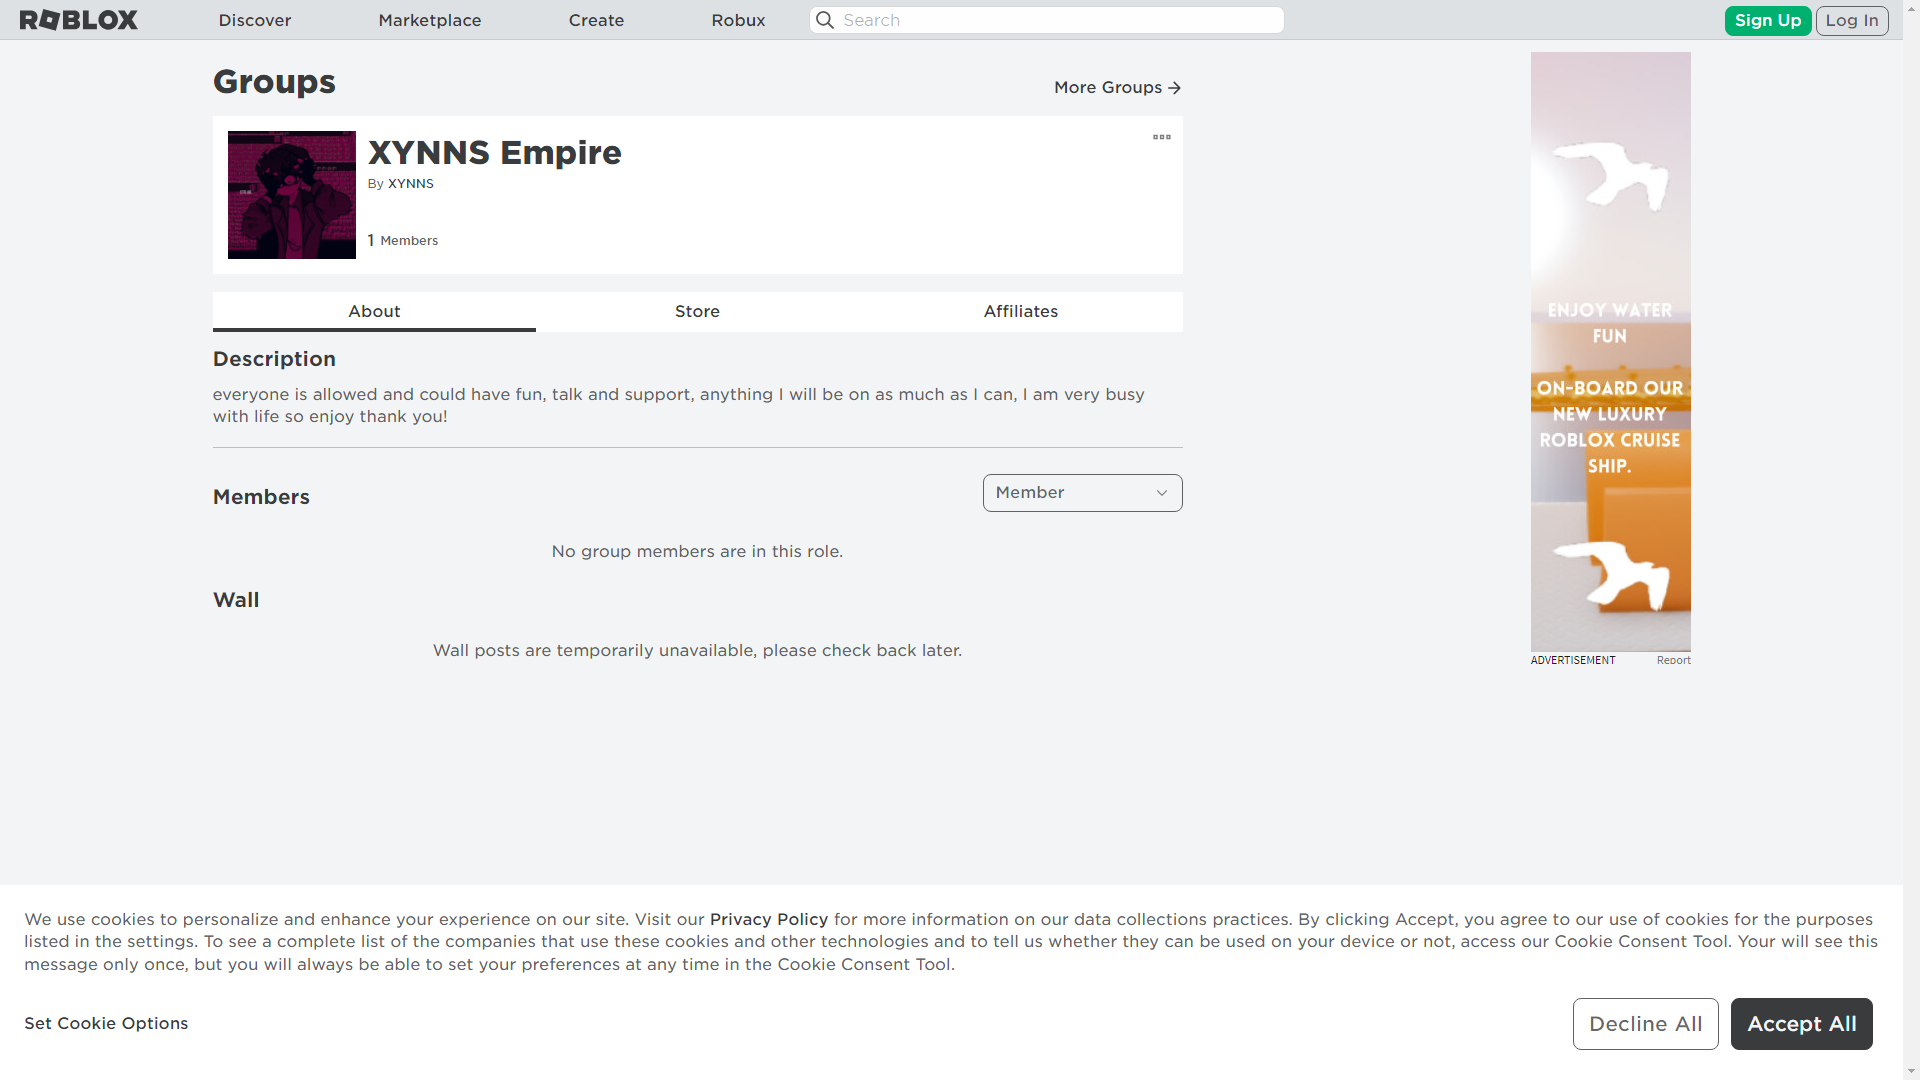 ROBLOX
Discover
Marketplace
Create
Robux
Search
Sign Up
Log In
Groups
More Groups
XYNNS Empire
By XYNNS
1 Members
About
Store
Affiliates
Description
everyone is allowed and could have fun, talk and support, anything I will be on as much as I can, I am very busy
with life so enjoy thank you!
Members
Member
No group members are in this role.
Wall
Wall posts are temporarily unavailable, please check back later.
ENJOY WATER
FUN
ON-BOARD OUR
NEW LUXURY
ROBLOX CRUISE
SHIP.
ADVERTISEMENT
Report
We use cookies to personalize and enhance your experience on our site. Visit our Privacy Policy for more information on our data collections practices. By clicking Accept, you agree to our use of cookies for the purposes
listed in the settings. To see a complete list of the companies that use these cookies and other technologies and to tell us whether they can be used on your device or not, access our Cookie Consent Tool. Your will see this
message only once, but you will always be able to set your preferences at any time in the Cookie Consent Tool.
Set Cookie Options
Decline All
Accept All